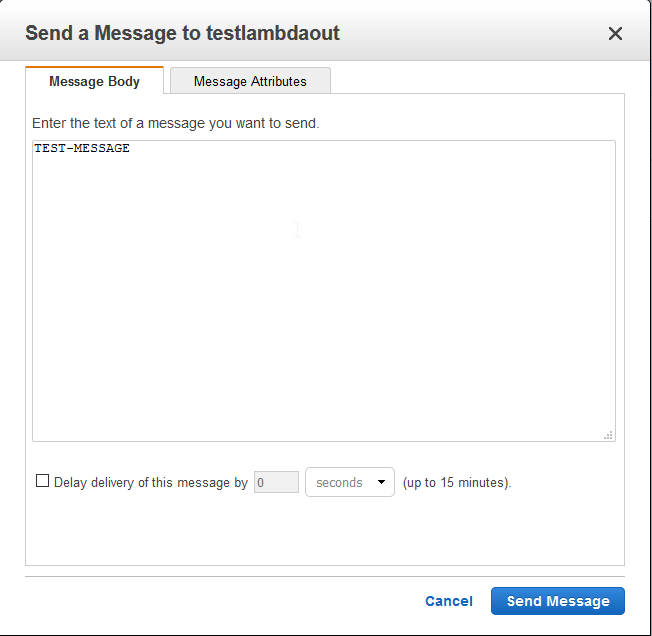 Send a Message to testlambdaout
Message Body Message Attributes
Enter the text of a message you want to send.
TEST-MESSAGE
Delay delivery of this message by 0 seconds (up to 15 minutes).
Cancel Send Message